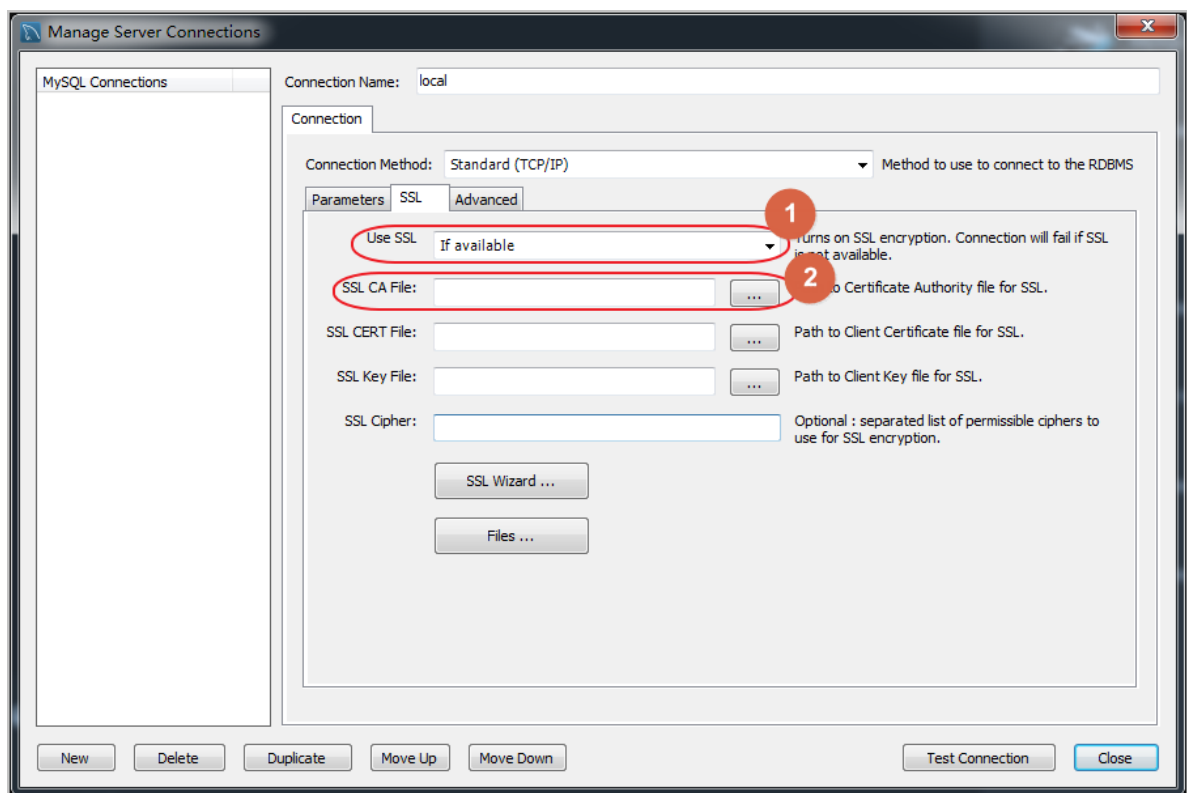 Manage Server Connections
MySQL Connections
Connection Name: local
Connection
Connection Method: Standard (TCP/IP) Method to use to connect to the RDBMS
Parameters SSL Advanced
1
Use SSL If available Turns on SSL encryption. Connection will fail if SSL
is not available.
2
SSL CA File: ... to Certificate Authority file for SSL.
SSL CERT File: ... Path to Client Certificate file for SSL.
SSL Key File: ... Path to Client Key file for SSL.
SSL Cipher: Optional : separated list of permissible ciphers to
use for SSL encryption.
SSL Wizard ...
Files ...
New Delete Duplicate Move Up Move Down Test Connection Close